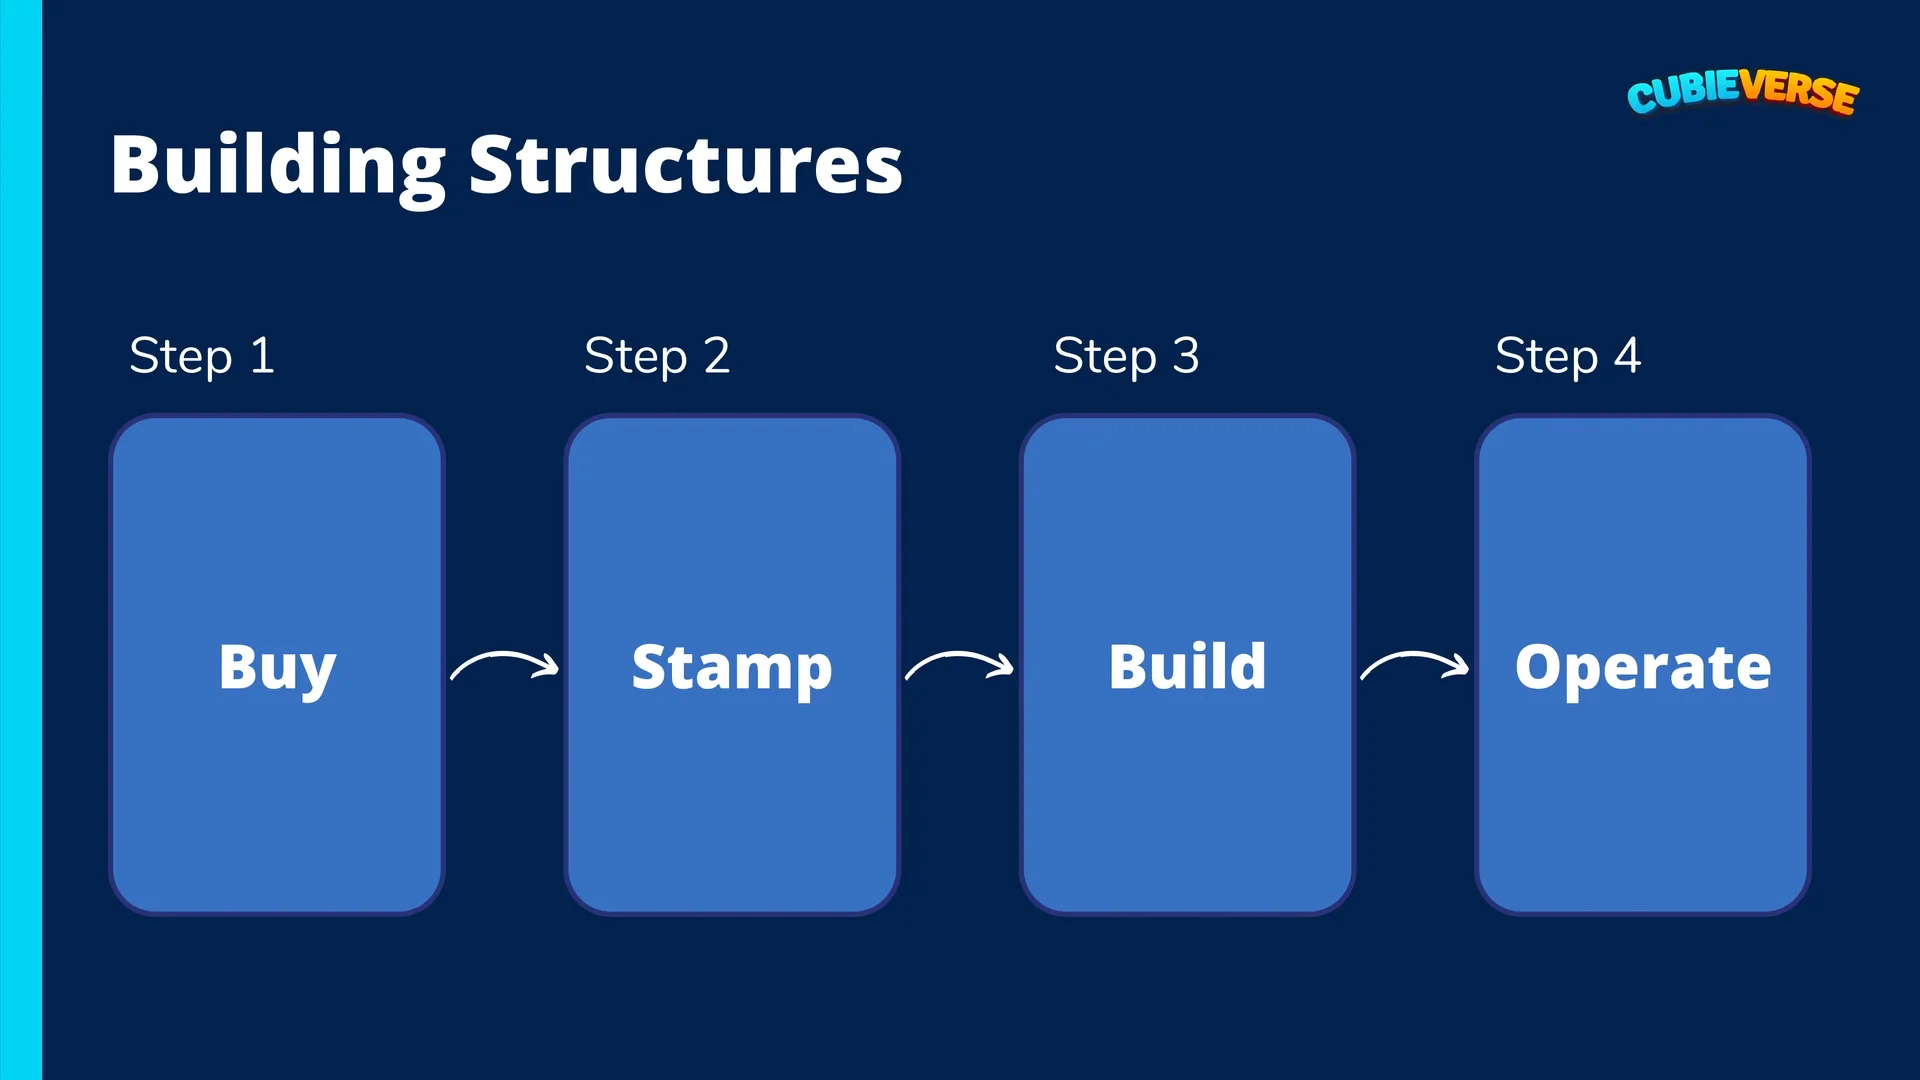 CUBIEVERSE
Building Structures
Step 1
Step 2
Step 3
Step 4
Buy
Stamp
Build
Operate